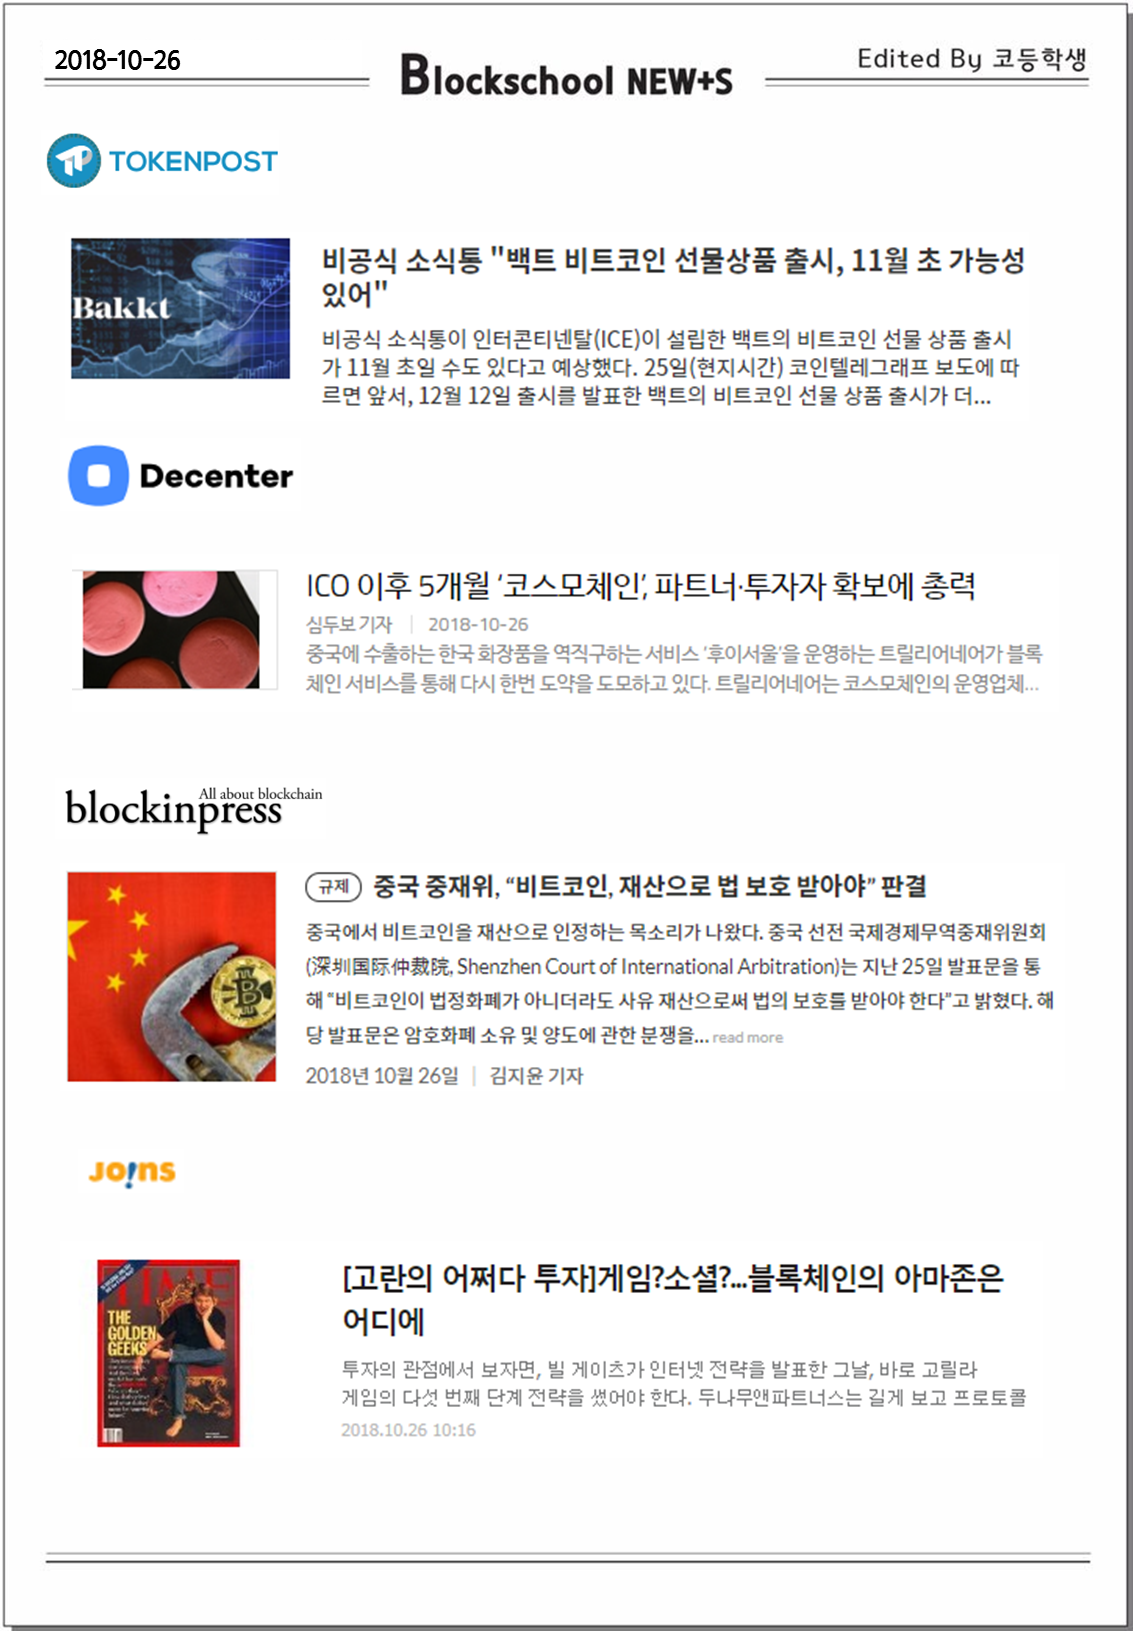 2018-10-26
Blockschool NEW+S
Edited By 코등학생
TOKENPOST
Bakkt
비공식 소식통 "백트 비트코인 선물상품 출시, 11월 초 가능성
있어"
비공식 소식통이 인터콘티넨탈(ICE)이 설립한 백트의 비트코인 선물 상품 출시
가 11월 초일 수도 있다고 예상했다. 25일(현지시간) 코인텔레그래프 보도에 따
르면 앞서, 12월 12일 출시를 발표한 백트의 비트코인 선물 상품 출시가 더...
Decenter
ICO 이후 5개월 ‘코스모체인’, 파트너·투자자 확보에 총력
심두보 기자 | 2018-10-26
중국에 수출하는 한국 화장품을 역직구하는 서비스 ‘후이서울’을 운영하는 트릴리어네어가 블록
체인 서비스를 통해 다시 한번 도약을 도모하고 있다. 트릴리어네어는 코스모체인의 운영업체...
All about blockchain
blockinpress
규제 중국 중재위, “비트코인, 재산으로 법 보호 받아야” 판결
중국에서 비트코인을 재산으로 인정하는 목소리가 나왔다. 중국 선전 국제경제무역중재위원회
(深圳国际仲裁院, Shenzhen Court of International Arbitration)는 지난 25일 발표문을 통
해 “비트코인이 법정화폐가 아니더라도 사유 재산으로써 법의 보호를 받아야 한다”고 밝혔다. 해
당 발표문은 암호화폐 소유 및 양도에 관한 분쟁을... read more
2018년 10월 26일 | 김지윤 기자
JO!NS
TIME
THE
GOLDEN
GEEKS
[고란의 어쩌다 투자]게임?소셜?...블록체인의 아마존은
어디에
투자의 관점에서 보자면, 빌 게이츠가 인터넷 전략을 발표한 그날, 바로 고릴라
게임의 다섯 번째 단계 전략을 썼어야 한다. 두나무앤파트너스는 길게 보고 프로토콜
2018.10.26 10:16